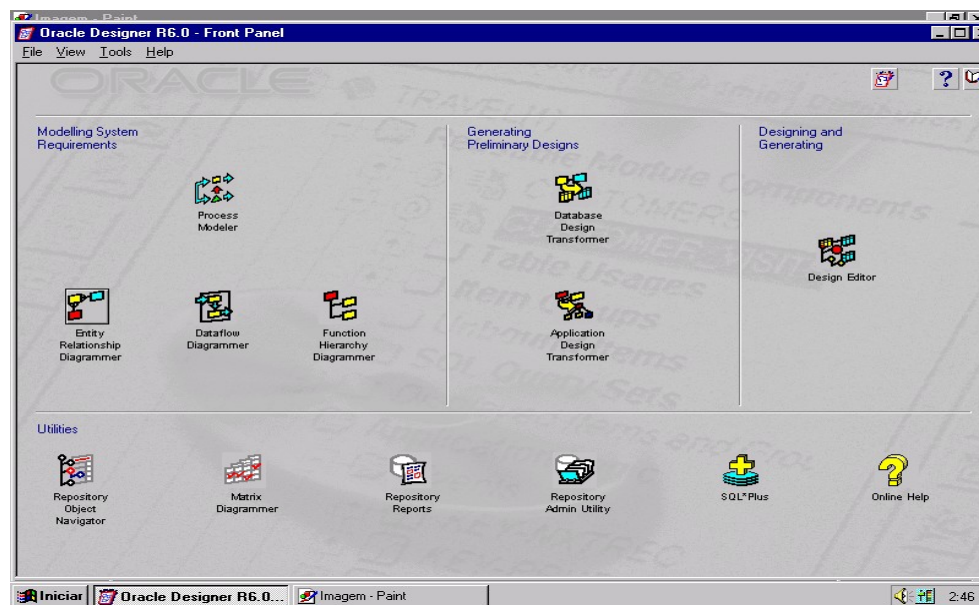 Imagem - Paint
Oracle Designer R6.0 - Front Panel
File View Tools Help
ORACLE
Modelling System
Requirements
Generating
Preliminary Designs
Designing and
Generating
Process
Modeler
Database
Design
Transformer
Design Editor
Entity
Relationship
Diagrammer
Dataflow
Diagrammer
Function
Hierarchy
Diagrammer
Application
Design
Transformer
Utilities
Repository
Object
Navigator
Matrix
Diagrammer
Repository
Reports
Repository
Admin Utility
SQL*Plus
Online Help
Iniciar
Oracle Designer R6.0...
Imagem - Paint
2:46